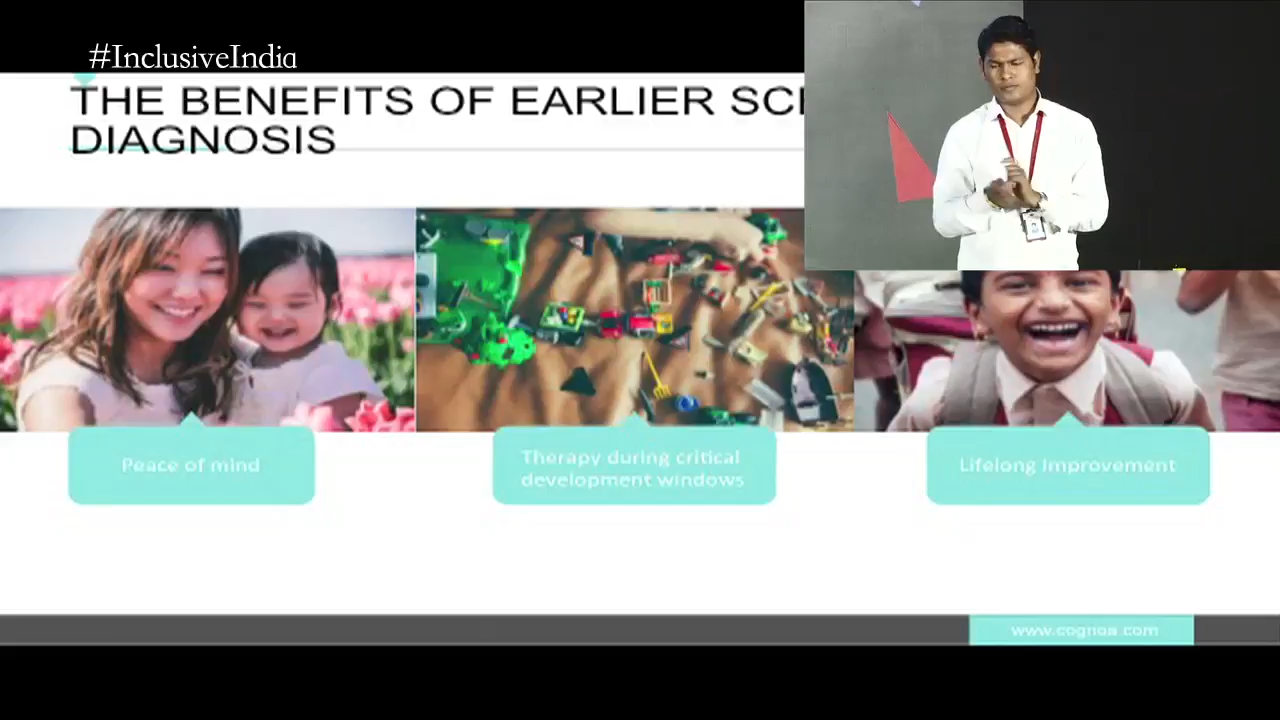 #InclusiveIndia
THE BENEFITS OF EARLIER
DIAGNOSIS
Peace of mind
Therapy during critical
development windows
Lifelong Improvement
www.cognoa.com